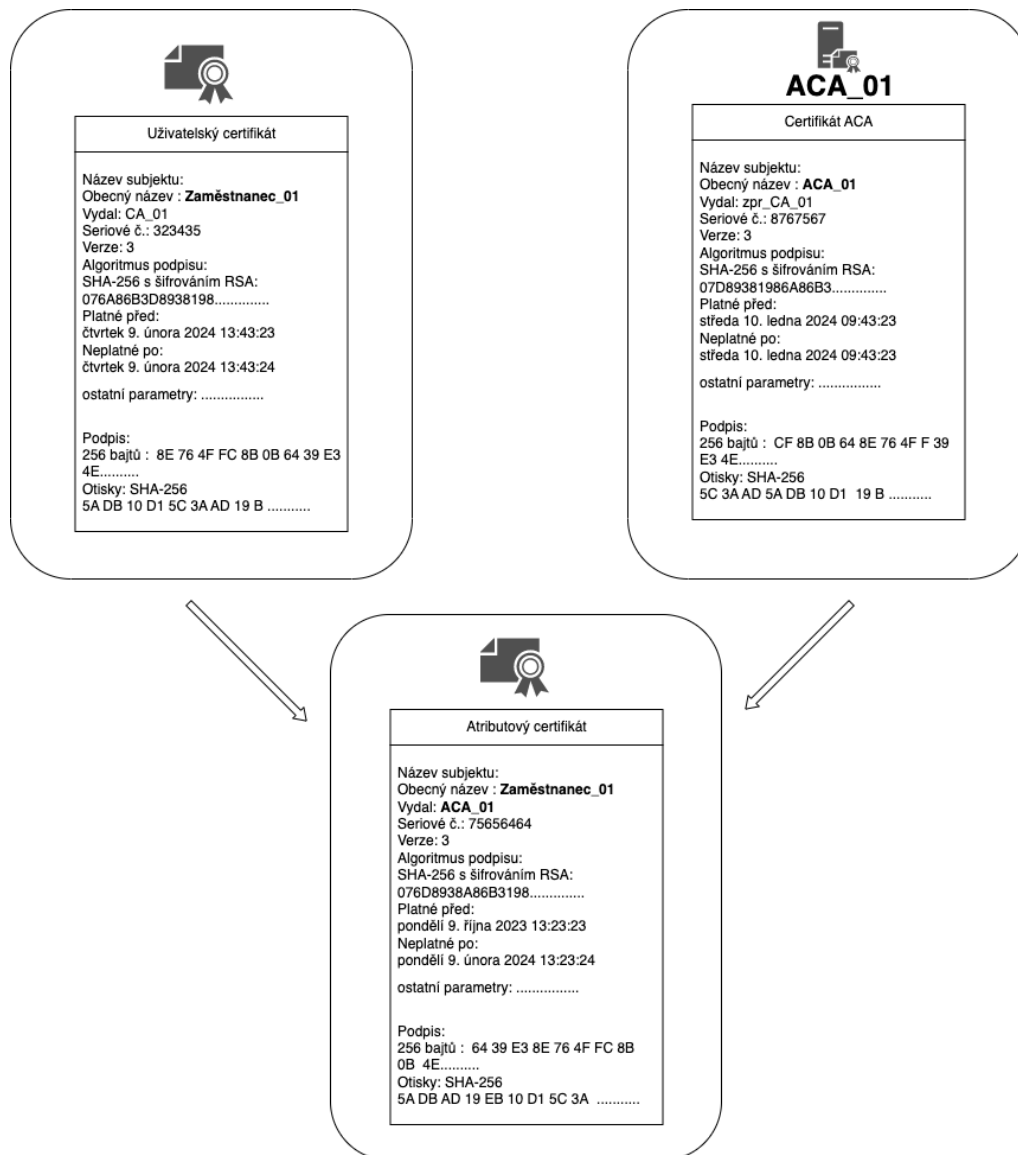 Uživatelský certifikát
Název subjektu:
Obecný název : Zaměstnanec_01
Vydal: CA_01
Seriové č.: 323435
Verze: 3
Algoritmus podpisu:
SHA-256 s šifrováním RSA:
076A86B3D8938198..............
Platné před:
čtvrtek 9. února 2024 13:43:23
Neplatné po:
čtvrtek 9. února 2024 13:43:24
ostatní parametry: ................
Podpis:
256 bajtů :  8E 76 4F FC 8B 0B 64 39 E3
4E..........
Otisky: SHA-256
5A DB 10 D1 5C 3A AD 19 B ...........
ACA_01
Certifikát ACA
Název subjektu:
Obecný název : ACA_01
Vydal: zpr_CA_01
Seriové č.: 8767567
Verze: 3
Algoritmus podpisu:
SHA-256 s šifrováním RSA:
07D89381986A86B3..............
Platné před:
středa 10. ledna 2024 09:43:23
Neplatné po:
středa 10. ledna 2024 09:43:23
ostatní parametry: ................
Podpis:
256 bajtů :  CF 8B 0B 64 8E 76 4F F 39
E3 4E..........
Otisky: SHA-256
5C 3A AD 5A DB 10 D1  19 B ...........
Atributový certifikát
Název subjektu:
Obecný název : Zaměstnanec_01
Vydal: ACA_01
Seriové č.: 75656464
Verze: 3
Algoritmus podpisu:
SHA-256 s šifrováním RSA:
076D8938A86B3198..............
Platné před:
pondělí 9. října 2023 13:23:23
Neplatné po:
pondělí 9. února 2024 13:23:24
ostatní parametry: ................
Podpis:
256 bajtů :  64 39 E3 8E 76 4F FC 8B
0B  4E..........
Otisky: SHA-256
5A DB AD 19 EB 10 D1 5C 3A  ...........